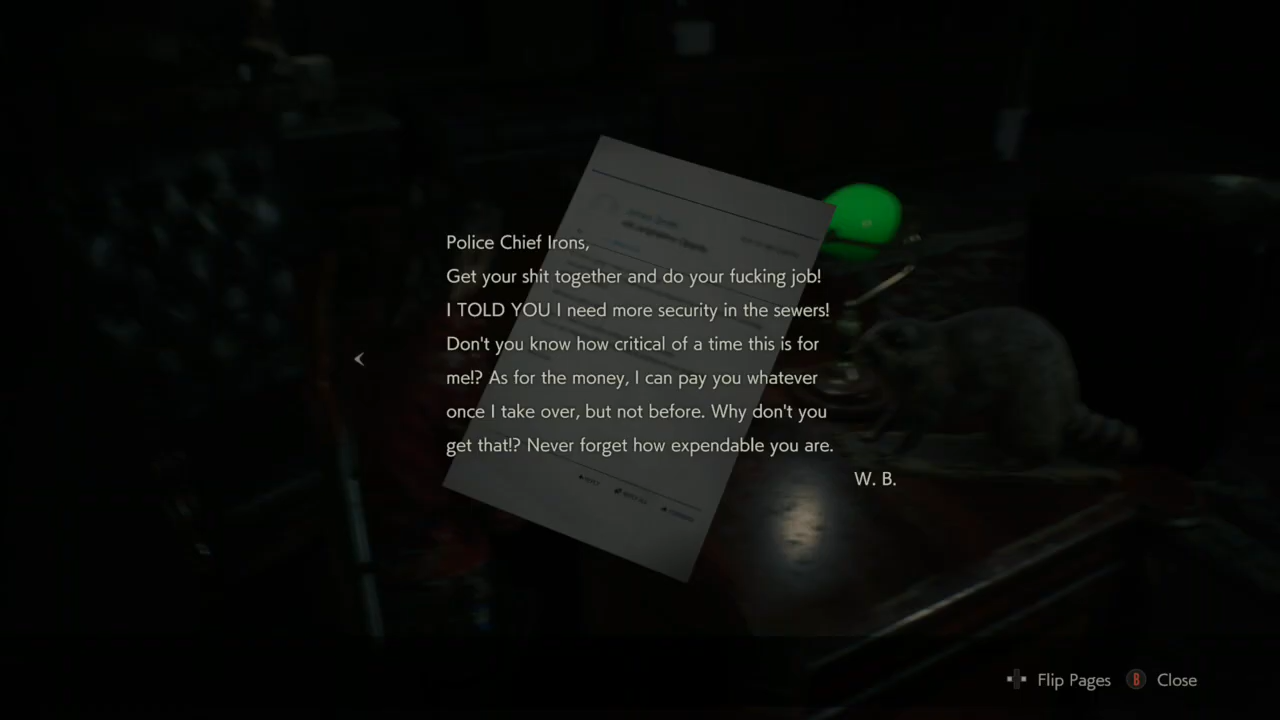 Police Chief Irons,
Get your shit together and do your fucking job!
I TOLD YOU I need more security in the sewers!
Don't you know how critical of a time this is for
me!? As for the money, I can pay you whatever
once I take over, but not before. Why don't you
get that!? Never forget how expendable you are.
W. B.
Flip Pages B Close